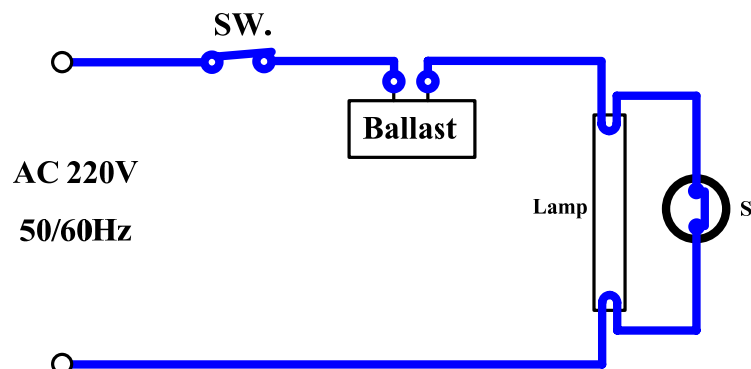 SW.
Ballast
AC 220V
50/60Hz
Lamp
S